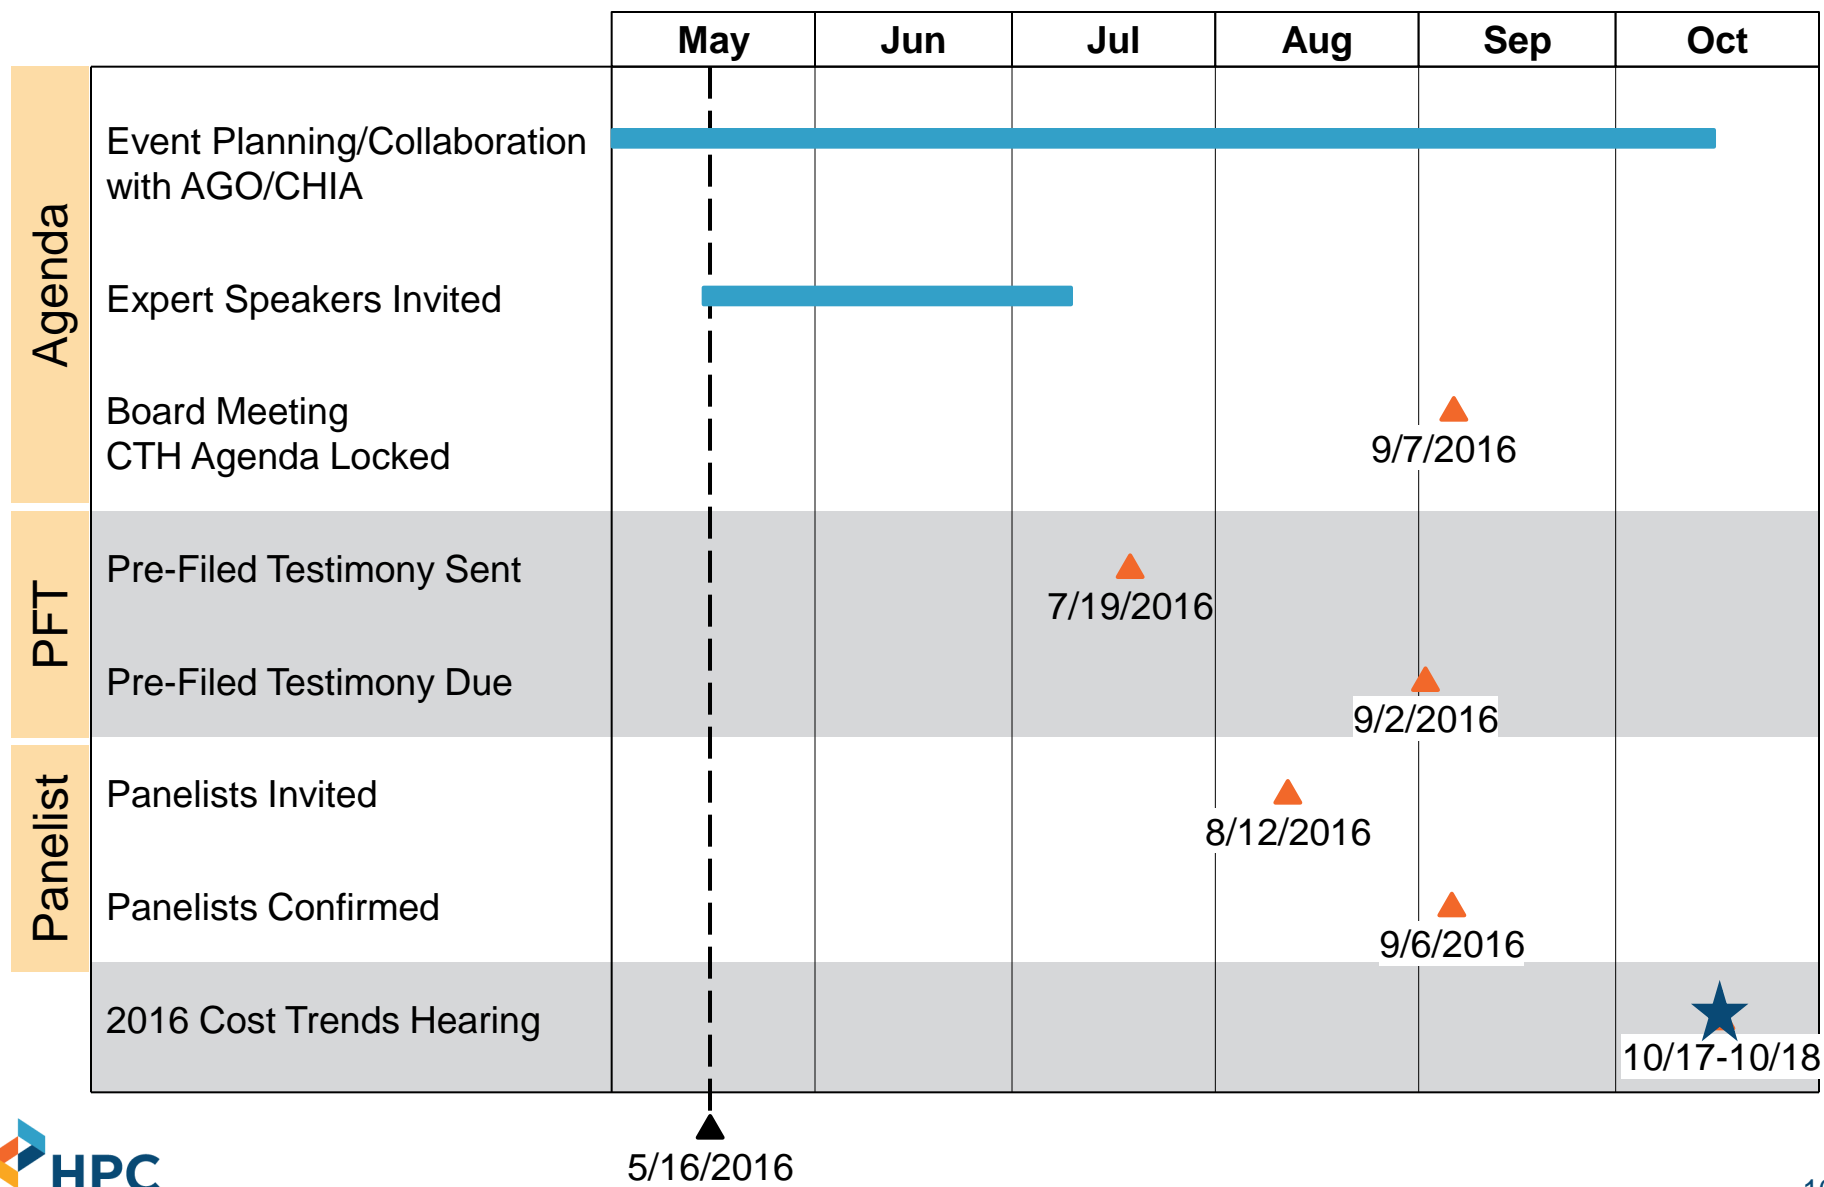 May Jun Jul Aug Sep Oct
Agenda
Event Planning/Collaboration
with AGO/CHIA
Expert Speakers Invited
Board Meeting
CTH Agenda Locked
9/7/2016
PFT
Pre-Filed Testimony Sent
7/19/2016
Pre-Filed Testimony Due
9/2/2016
Panelist
Panelists Invited
8/12/2016
Panelists Confirmed
9/6/2016
2016 Cost Trends Hearing
10/17-10/18
5/16/2016
HPC